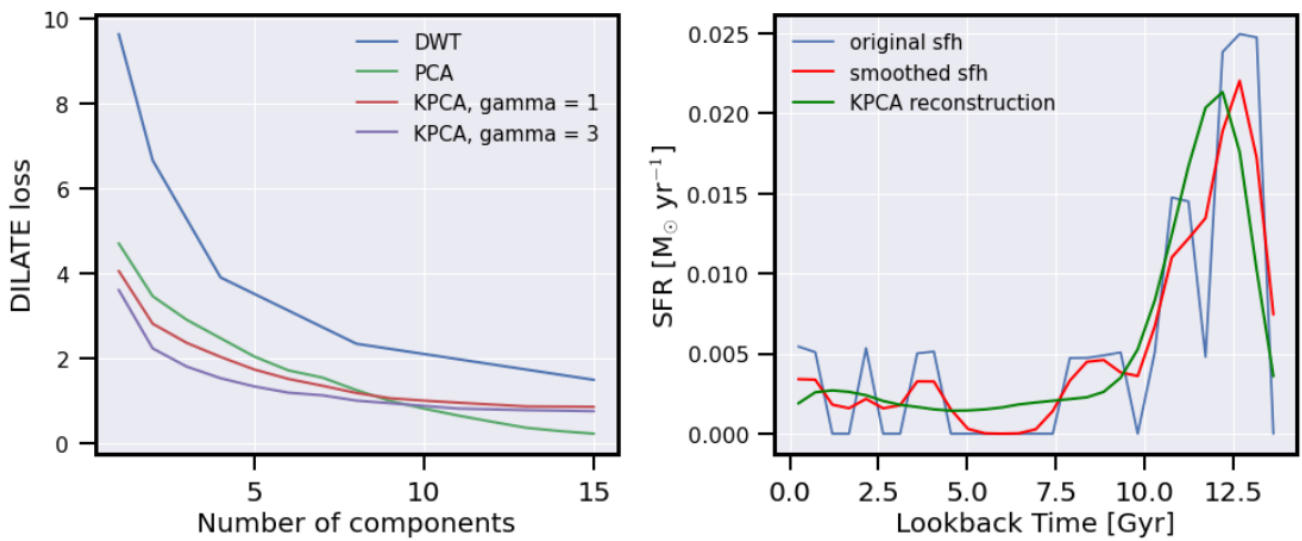 10
8
6
4
2
0
DILATE loss
DWT
PCA
KPCA, gamma = 1
KPCA, gamma = 3
5
10
15
Number of components
0.025
0.020
0.015
0.010
0.005
0.000
SFR [M⊙ yr⁻¹]
original sfh
smoothed sfh
KPCA reconstruction
0.0
2.5
5.0
7.5
10.0
12.5
Lookback Time [Gyr]